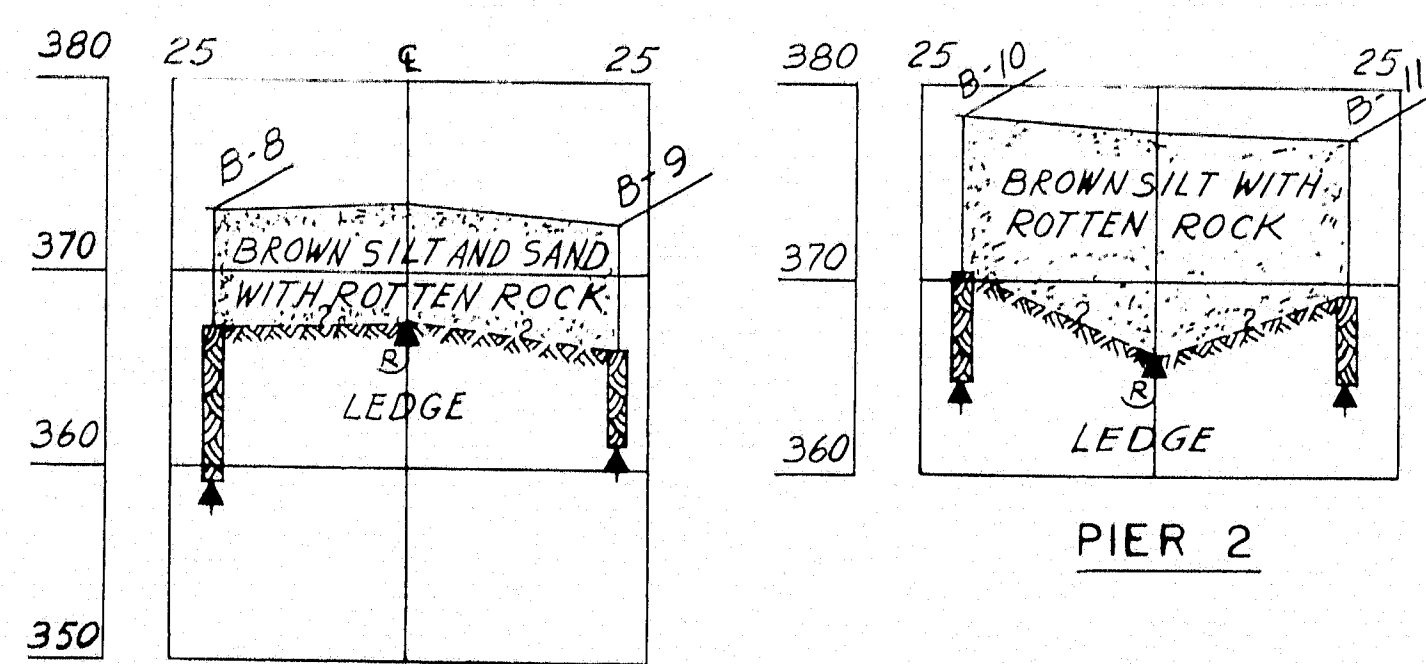 380 25 ℄ 25
B-8
B-9
370
BROWN SILT AND SAND
WITH ROTTEN ROCK
? ?
R
LEDGE
360
350
380 25 25
B-10
B-11
BROWN SILT WITH
ROTTEN ROCK
370
? ?
R
LEDGE
360
PIER 2